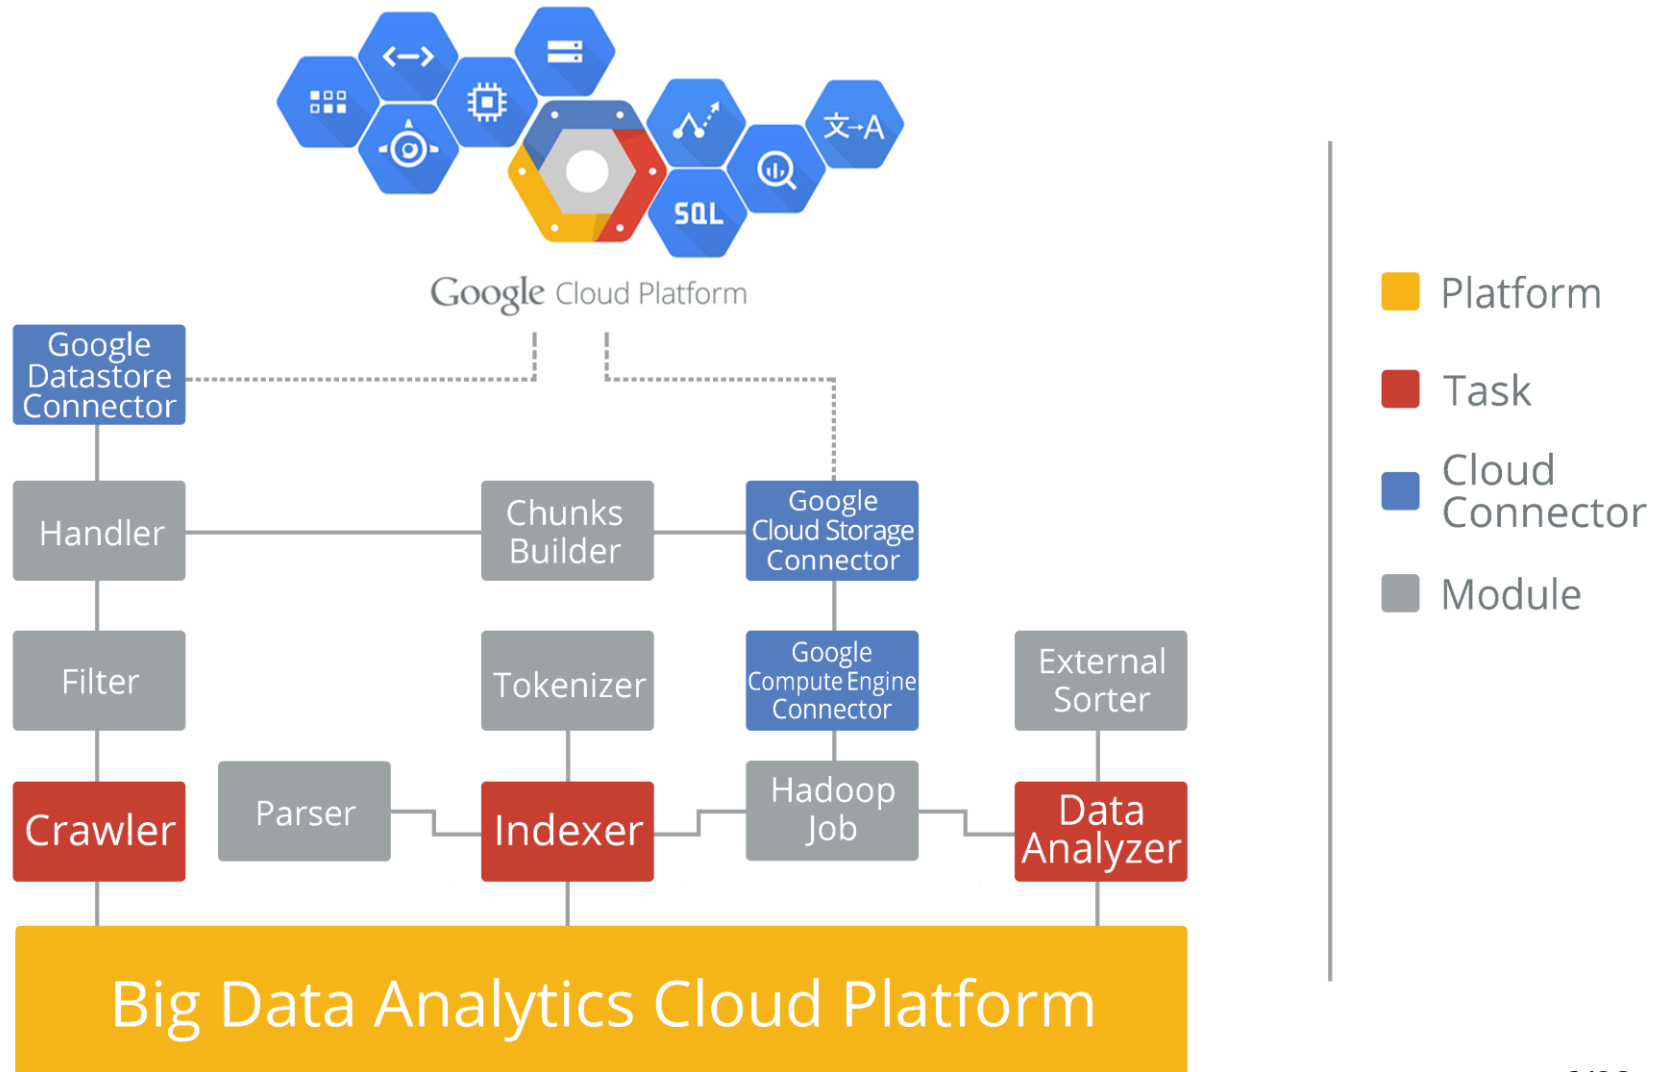 文→A
SQL
Google Cloud Platform
Google
Datastore
Connector
Handler
Chunks
Builder
Google
Cloud Storage
Connector
Filter
Tokenizer
Google
Compute Engine
Connector
External
Sorter
Crawler
Parser
Indexer
Hadoop
Job
Data
Analyzer
Big Data Analytics Cloud Platform
Platform
Task
Cloud
Connector
Module